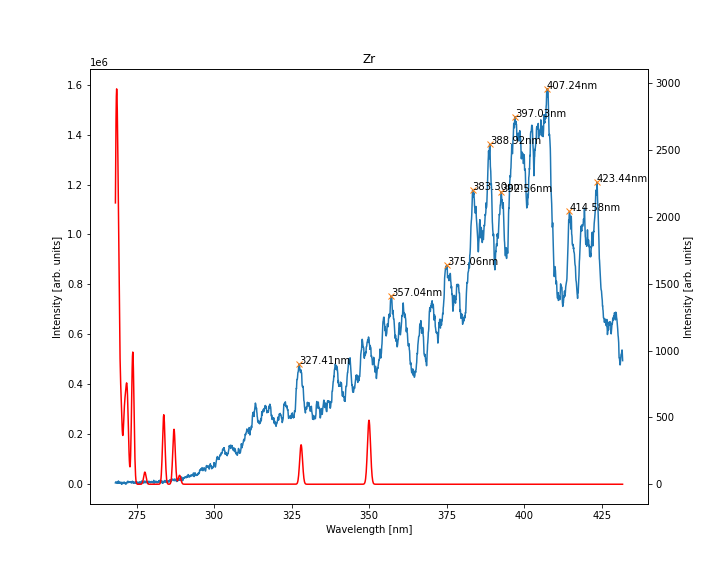 Zr
1e6
1.6
1.4
1.2
1.0
0.8
0.6
0.4
0.2
0.0
Intensity [arb. units]
327.41nm
357.04nm
375.06nm
383.30nm
388.92nm
392.56nm
397.03nm
407.24nm
414.58nm
423.44nm
3000
2500
2000
1500
1000
500
0
Intensity [arb. units]
275
300
325
350
375
400
425
Wavelength [nm]